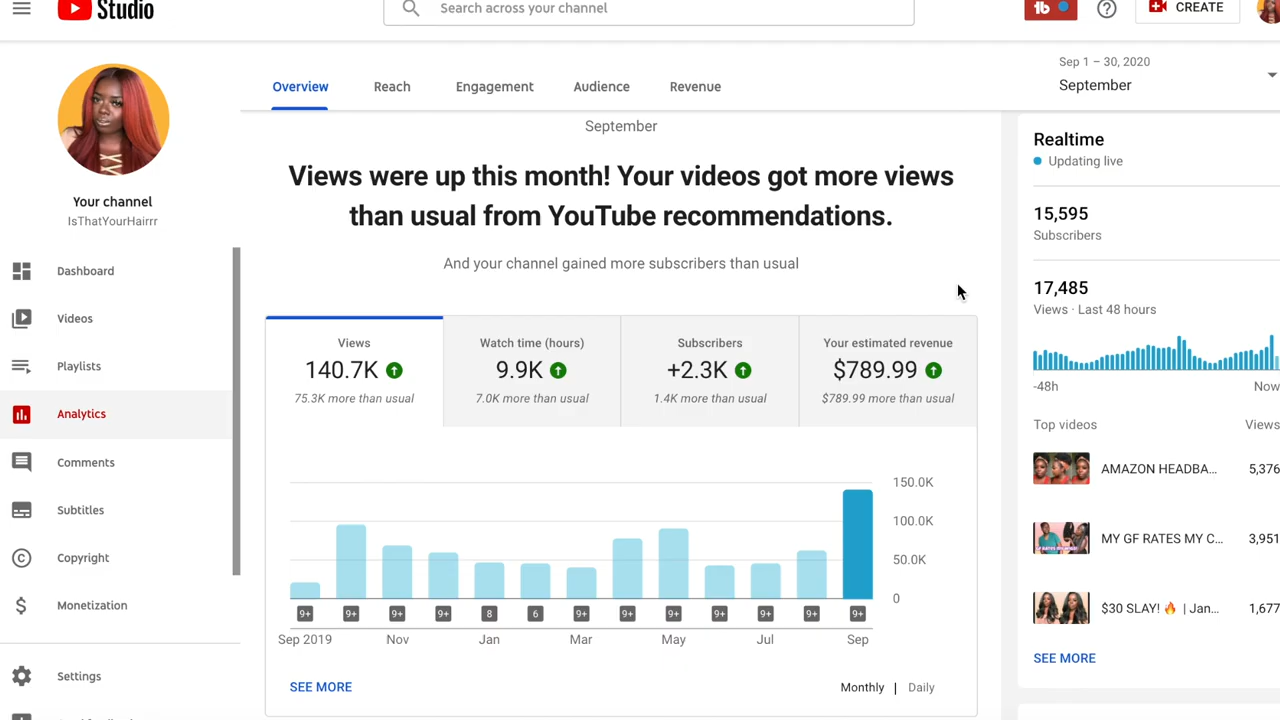 Studio
Search across your channel
CREATE
Your channel
IsThatYourHairrr
Dashboard
Videos
Playlists
Analytics
Comments
Subtitles
Copyright
Monetization
Settings
Overview
Reach
Engagement
Audience
Revenue
Sep 1 – 30, 2020
September
September
Views were up this month! Your videos got more views
than usual from YouTube recommendations.
And your channel gained more subscribers than usual
Views
140.7K
75.3K more than usual
Watch time (hours)
9.9K
7.0K more than usual
Subscribers
+2.3K
1.4K more than usual
Your estimated revenue
$789.99
$789.99 more than usual
150.0K
100.0K
50.0K
0
9+ 9+ 9+ 9+ 8 6 9+ 9+ 9+ 9+ 9+ 9+ 9+
Sep 2019 Nov Jan Mar May Jul Sep
SEE MORE
Monthly | Daily
Realtime
Updating live
15,595
Subscribers
17,485
Views · Last 48 hours
-48h Now
Top videos Views
AMAZON HEADBA... 5,376
MY GF RATES MY C... 3,951
$30 SLAY! 🔥 | Jan... 1,677
SEE MORE